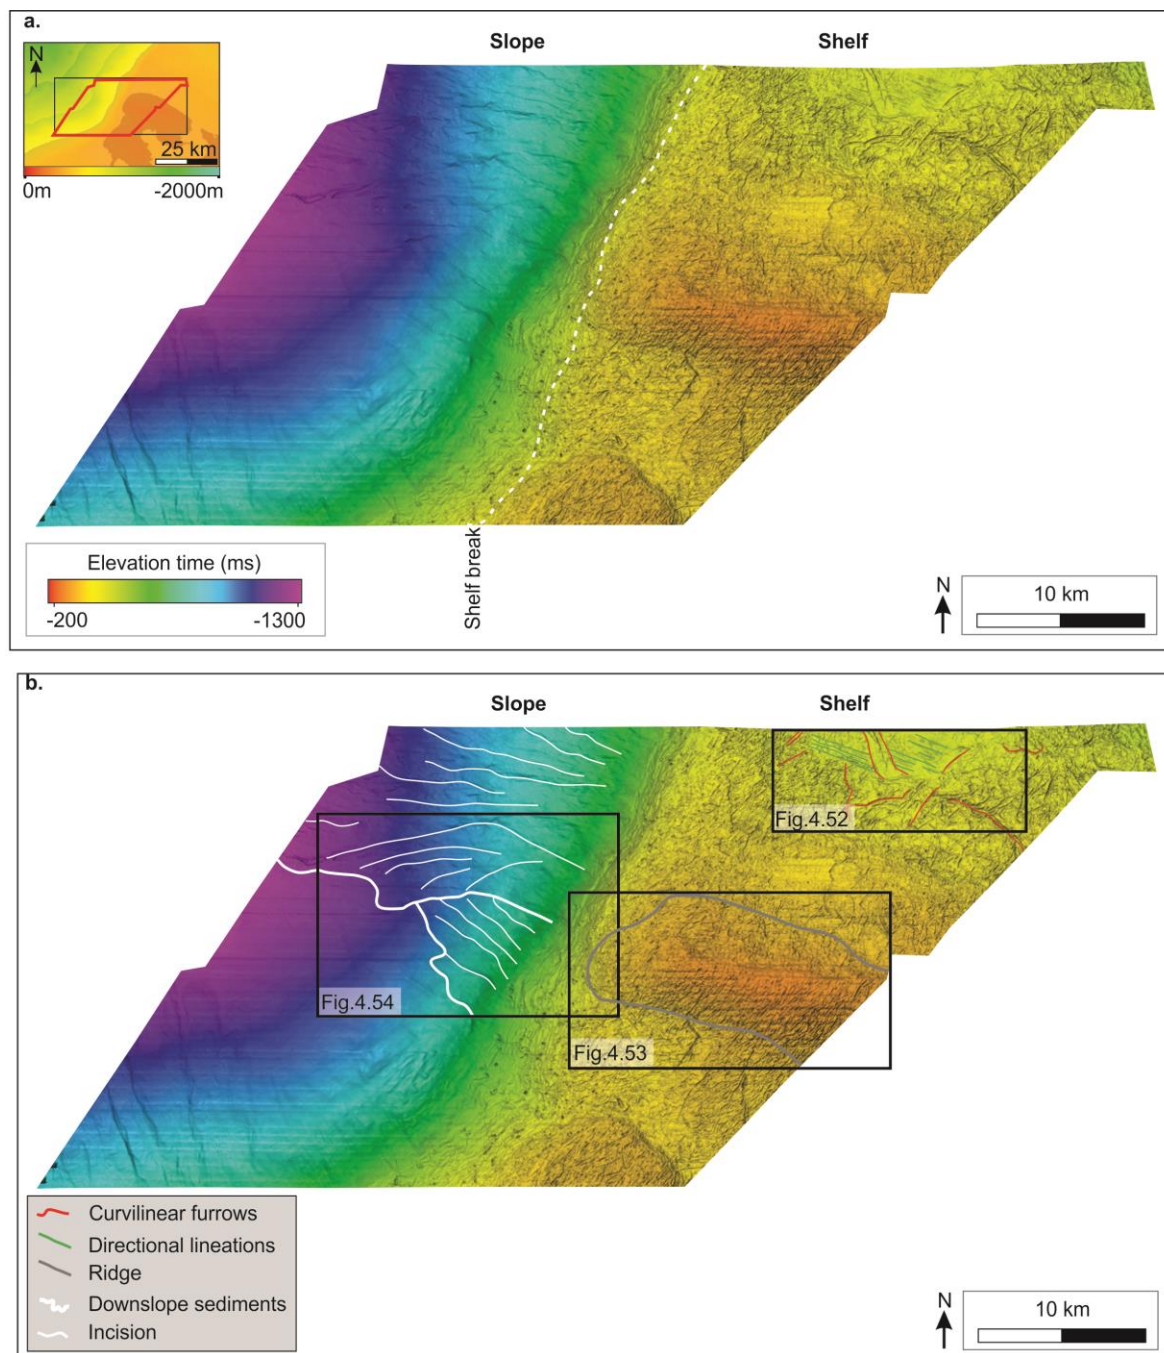 a.
Slope
Shelf
N
25 km
0m
-2000m
Shelf break
Elevation time (ms)
-200
-1300
N
10 km
b.
Slope
Shelf
Fig.4.52
Fig.4.54
Fig.4.53
Curvilinear furrows
Directional lineations
Ridge
Downslope sediments
Incision
N
10 km